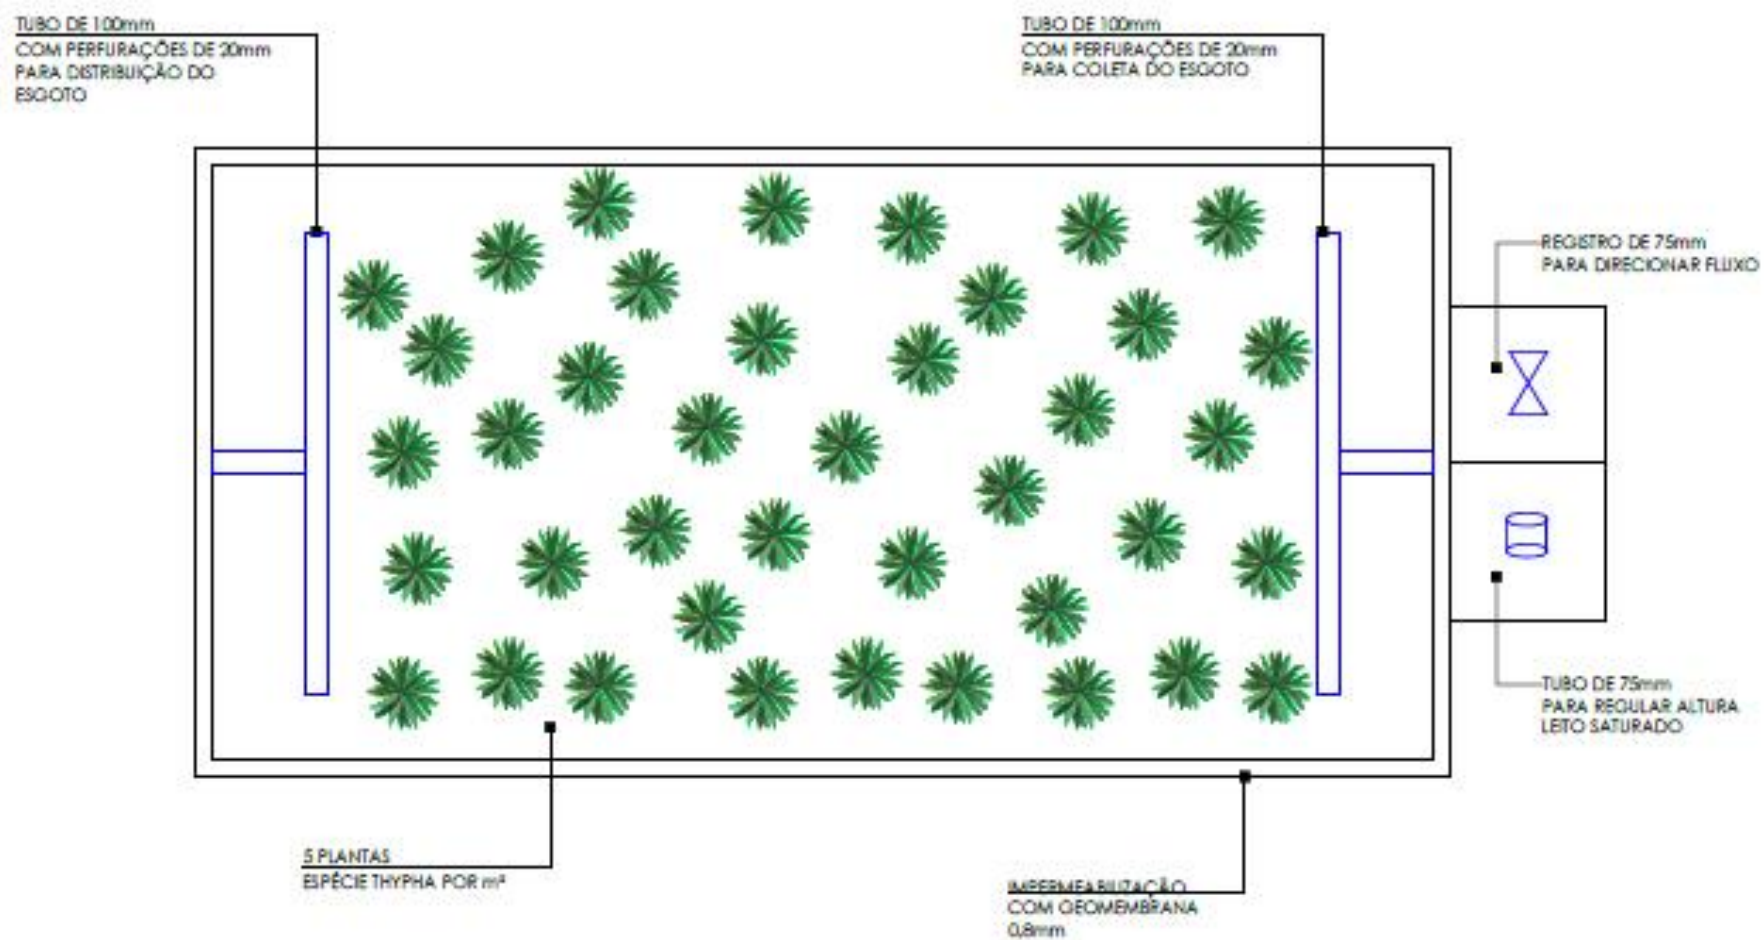 TUBO DE 100mm
COM PERFURAÇÕES DE 20mm
PARA DISTRIBUIÇÃO DO
ESGOTO
TUBO DE 100mm
COM PERFURAÇÕES DE 20mm
PARA COLETA DO ESGOTO
REGISTRO DE 75mm
PARA DIRECIONAR FLUXO
TUBO DE 75mm
PARA REGULAR ALTURA
LEITO SATURADO
5 PLANTAS
ESPÉCIE THYPHA POR m²
IMPERMEABILIZAÇÃO
COM GEOMEMBRANA
0,8mm